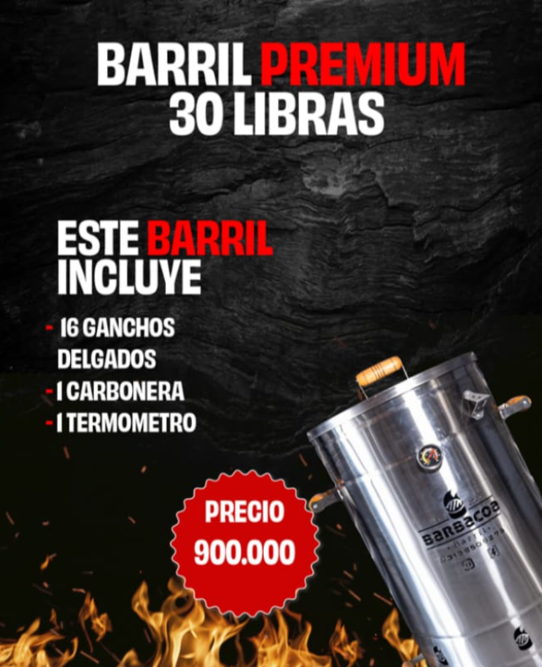 BARRIL PREMIUM
30 LIBRAS
ESTE BARRIL
INCLUYE
- 16 GANCHOS
DELGADOS
- 1 CARBONERA
- 1 TERMOMETRO
PRECIO
900.000
BARBACOA